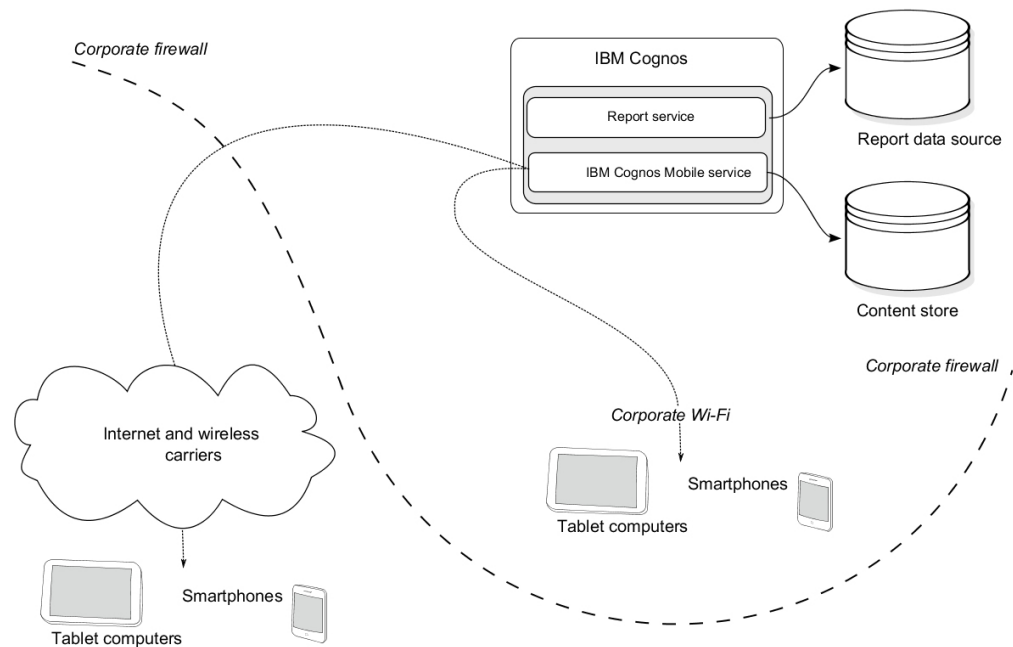 Corporate firewall
IBM Cognos
Report service
Report data source
IBM Cognos Mobile service
Content store
Corporate firewall
Corporate Wi-Fi
Internet and wireless
carriers
Smartphones
Tablet computers
Smartphones
Tablet computers